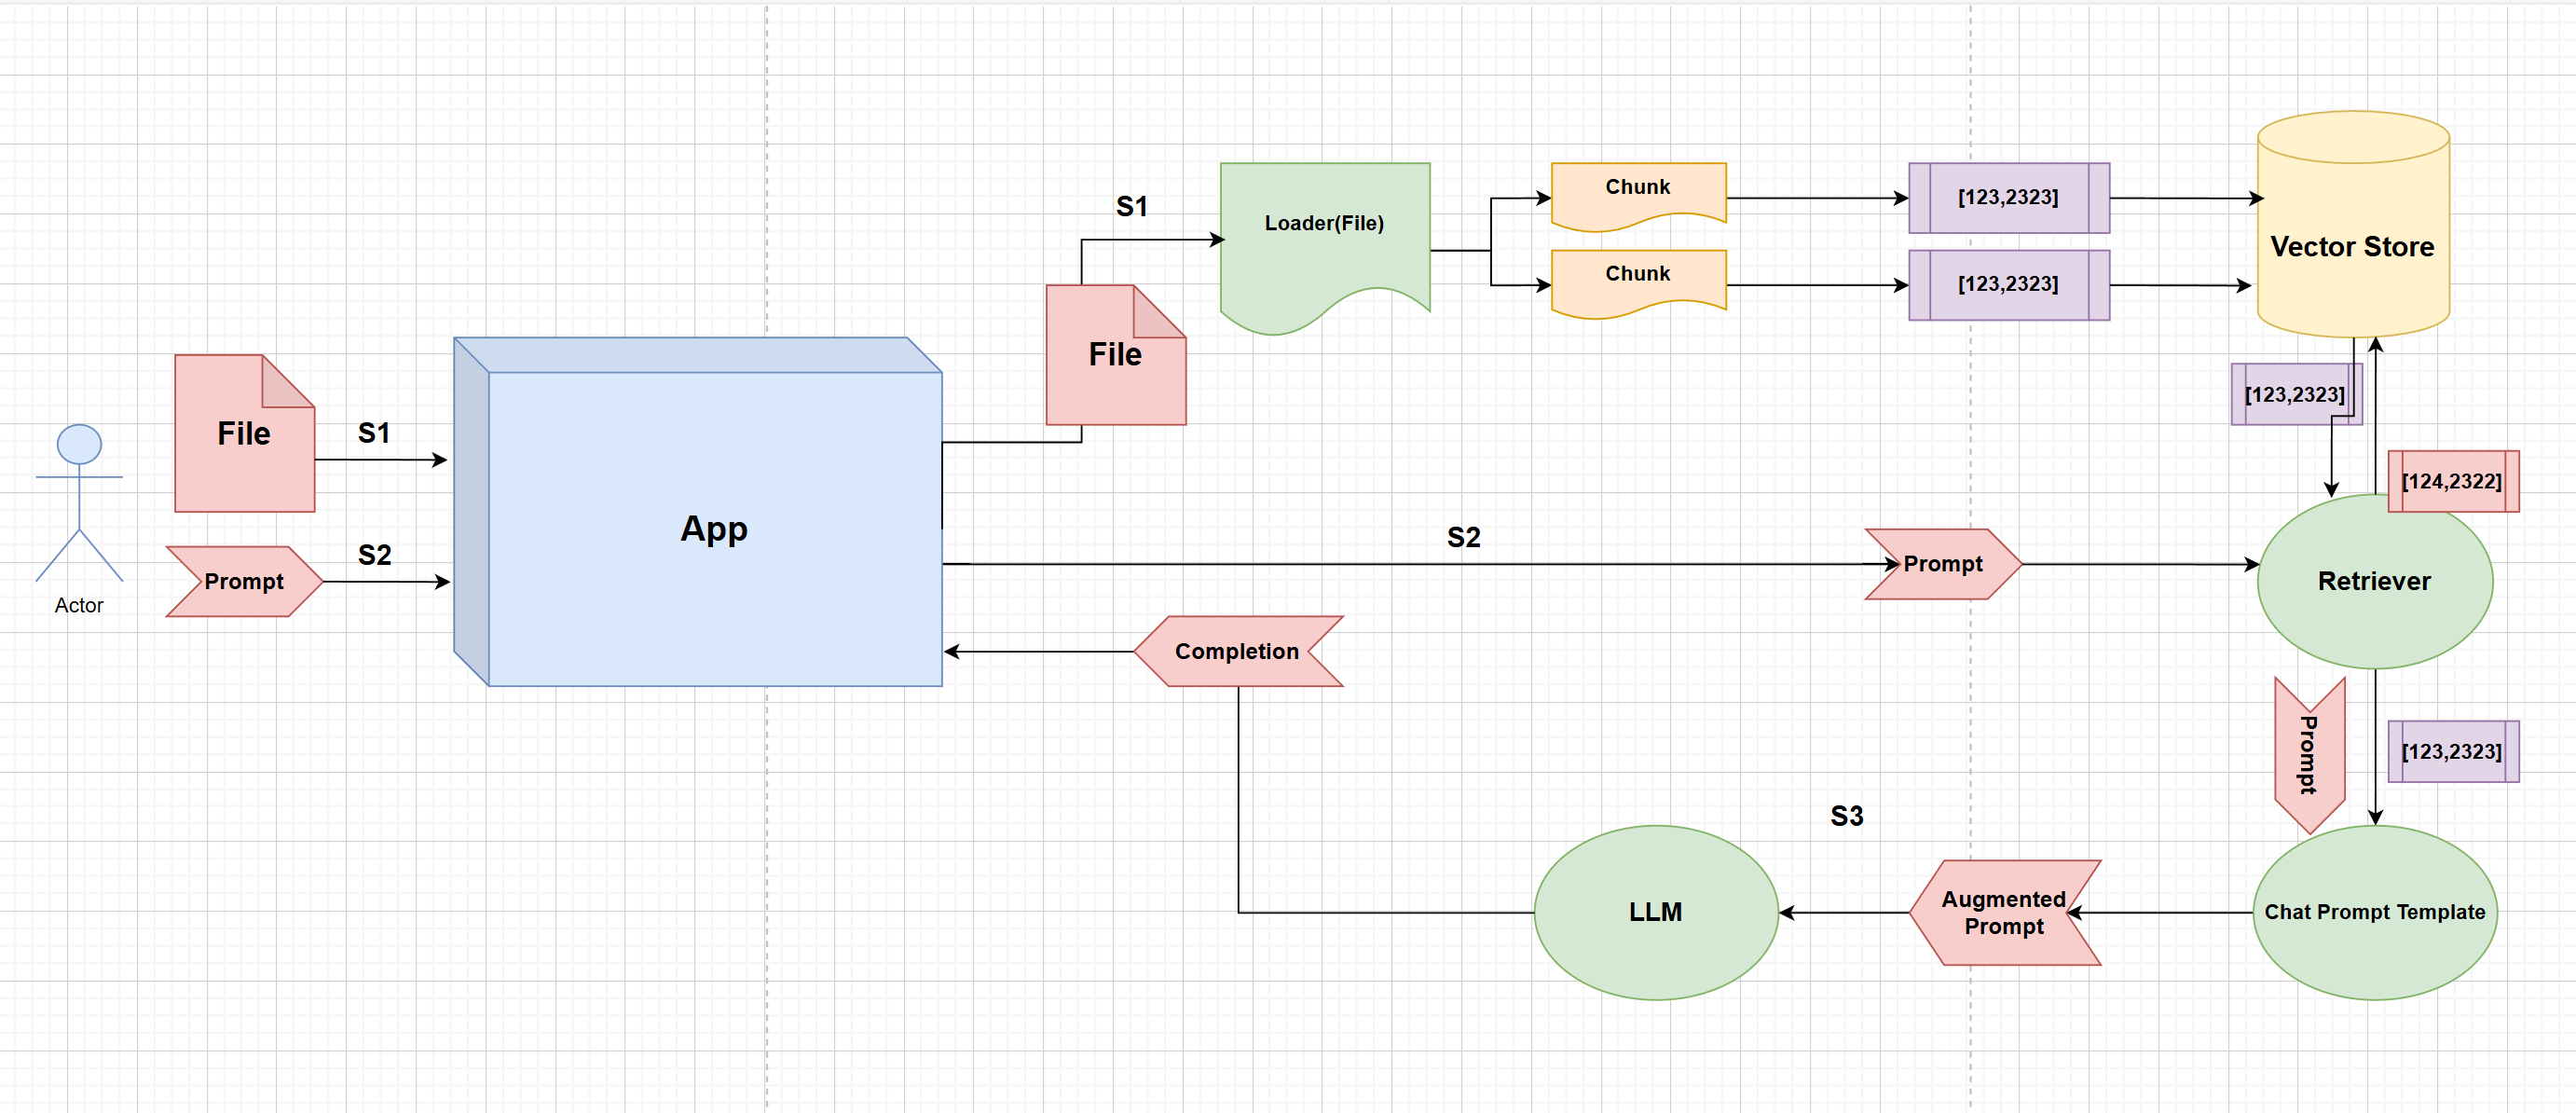 S1
Loader(File)
Chunk
[123,2323]
Chunk
[123,2323]
Vector Store
File
File
S1
[123,2323]
[124,2322]
App
S2
Prompt
S2
Prompt
Retriever
Actor
Completion
Prompt
[123,2323]
S3
LLM
Augmented
Prompt
Chat Prompt Template